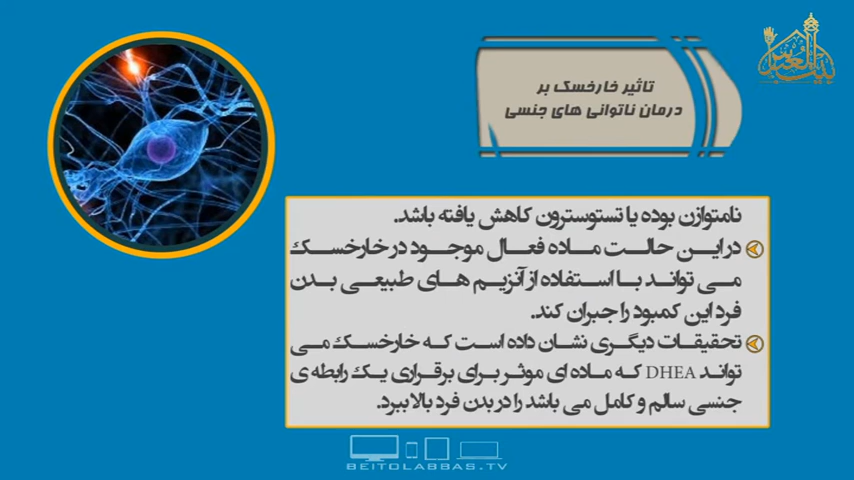 تاثیر خارخسک بر
درمان ناتوانی های جنسی
نامتوازن بوده یا تستوسترون کاهش یافته باشد.
در این حالت ماده فعال موجود در خارخسک
می تواند با استفاده از آنزیم های طبیعی بدن
فرد این کمبود را جبران کند.
تحقیقات دیگری نشان داده است که خارخسک می
تواند DHEA که ماده ای موثر برای برقراری یک رابطه ی
جنسی سالم و کامل می باشد را در بدن فرد بالا ببرد.
BEITOLABBAS.TV